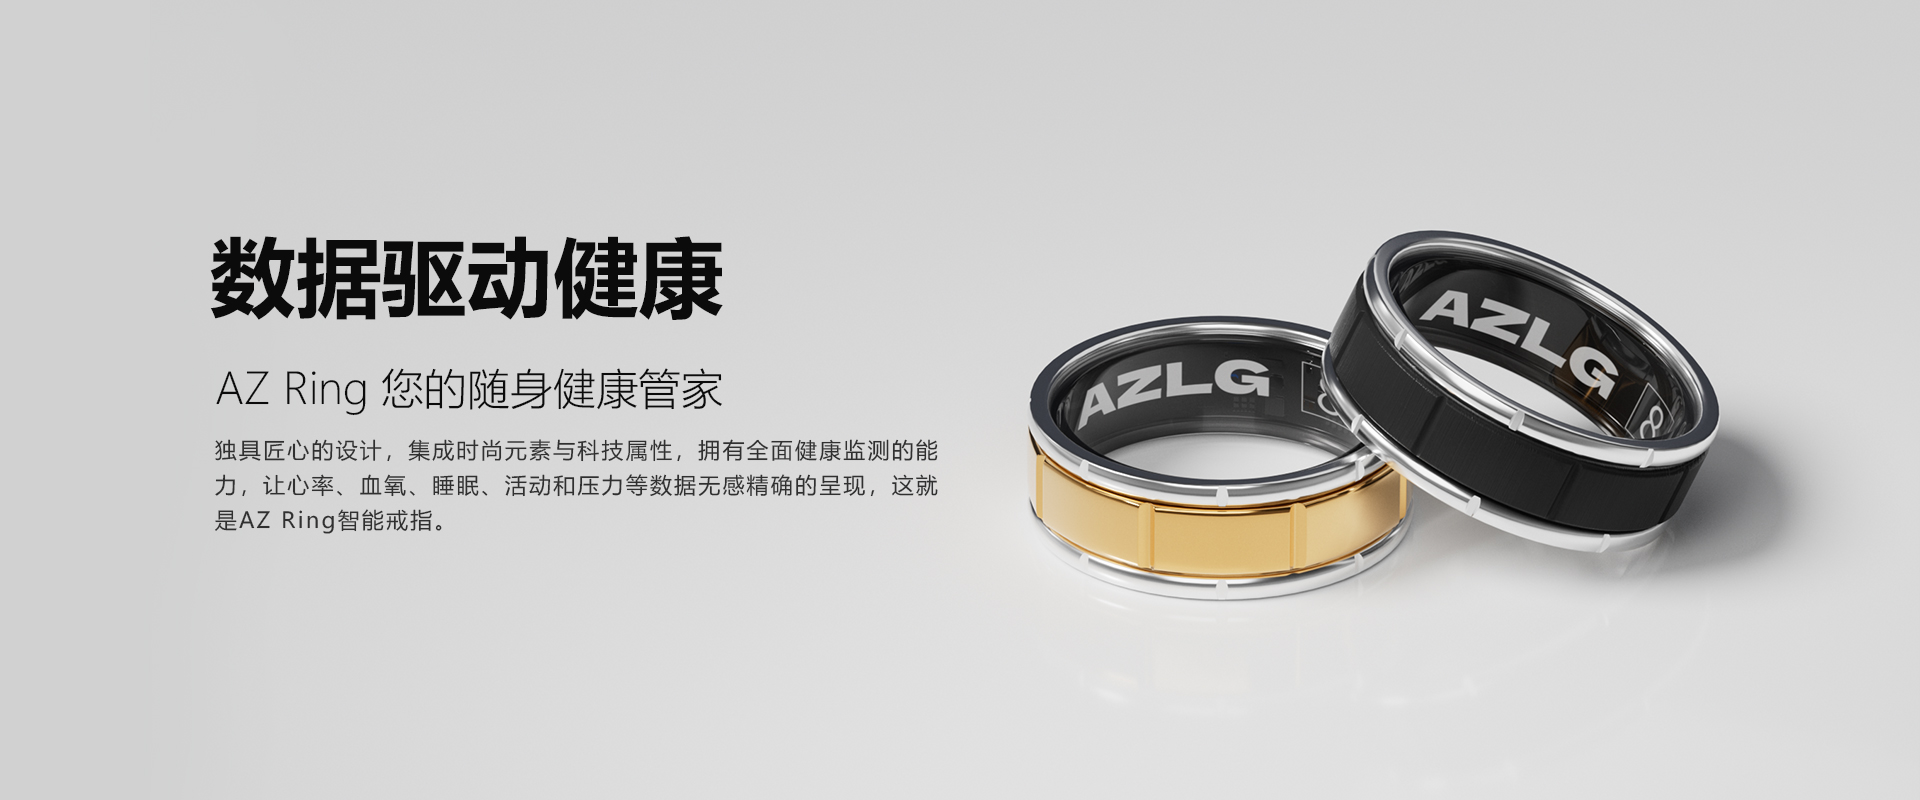 数据驱动健康
AZ Ring 您的随身健康管家
独具匠心的设计，集成时尚元素与科技属性，拥有全面健康监测的能
力，让心率、血氧、睡眠、活动和压力等数据无感精确的呈现，这就
是AZ Ring智能戒指。
AZLG
AZLG
8